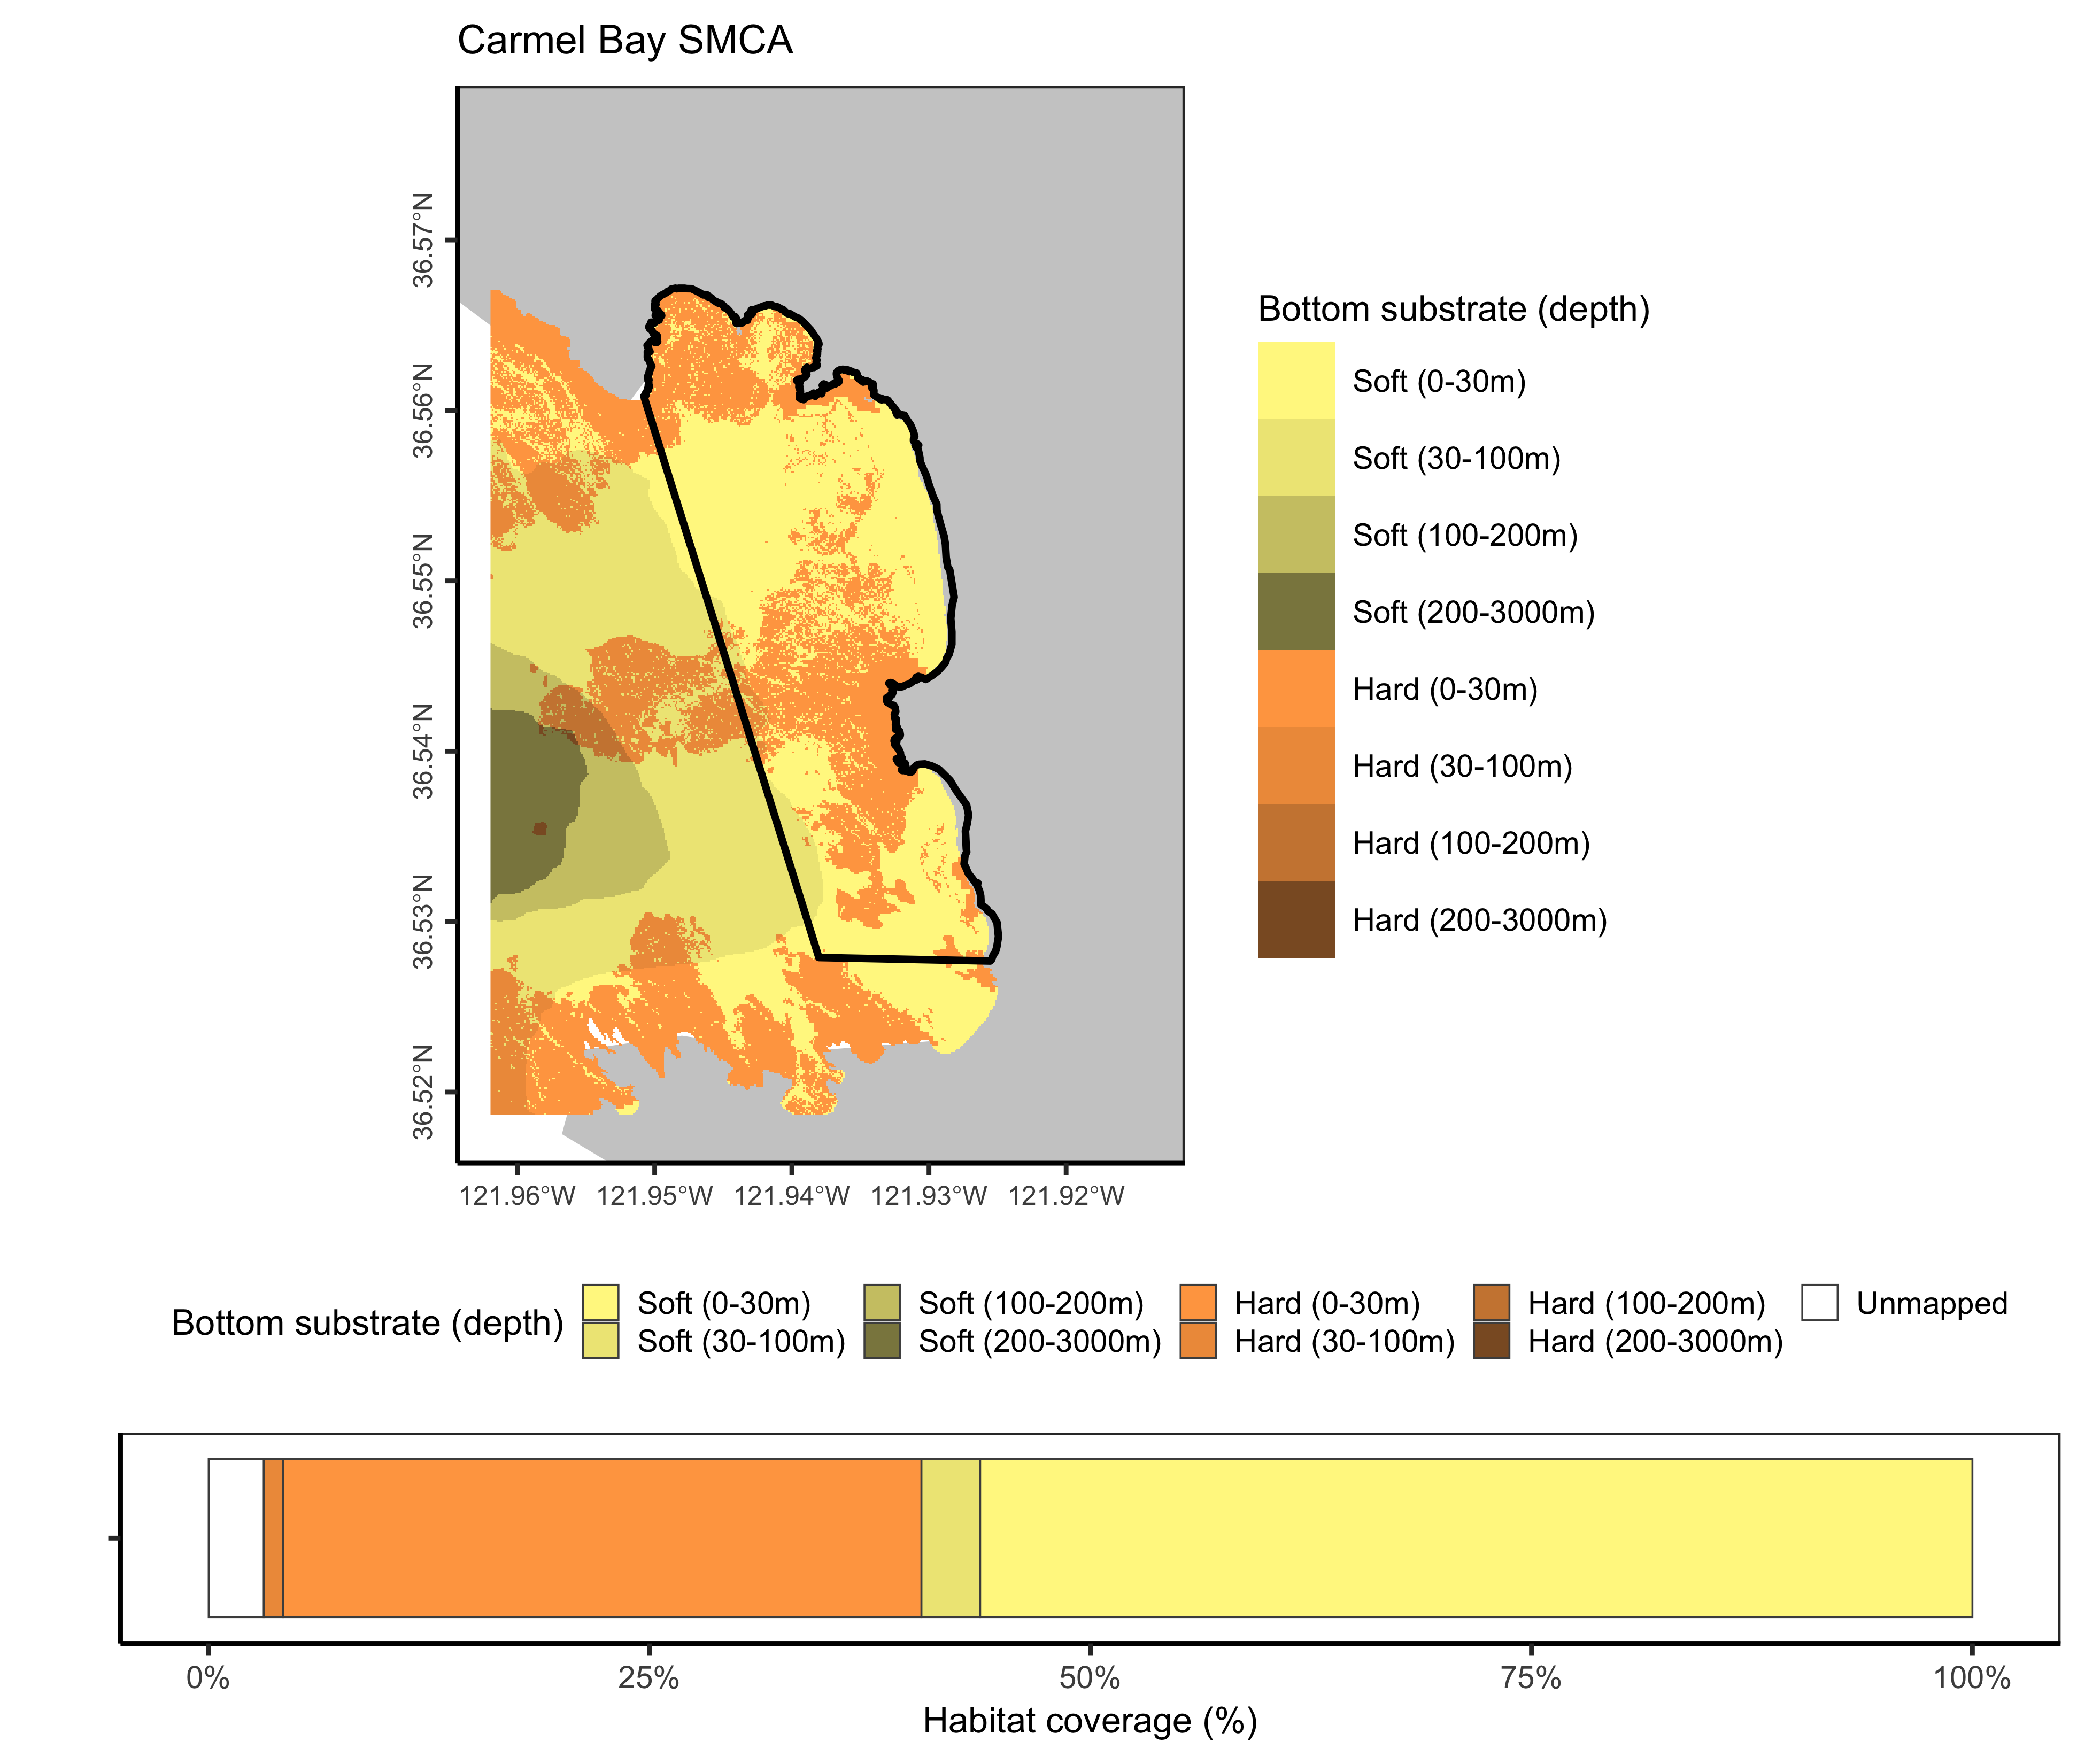 Carmel Bay SMCA
36.57°N
36.56°N
36.55°N
36.54°N
36.53°N
36.52°N
121.96°W 121.95°W 121.94°W 121.93°W 121.92°W
Bottom substrate (depth)
Soft (0-30m)
Soft (30-100m)
Soft (100-200m)
Soft (200-3000m)
Hard (0-30m)
Hard (30-100m)
Hard (100-200m)
Hard (200-3000m)
Bottom substrate (depth)
Soft (0-30m) Soft (100-200m) Hard (0-30m) Hard (100-200m) Unmapped
Soft (30-100m) Soft (200-3000m) Hard (30-100m) Hard (200-3000m)
0% 25% 50% 75% 100%
Habitat coverage (%)